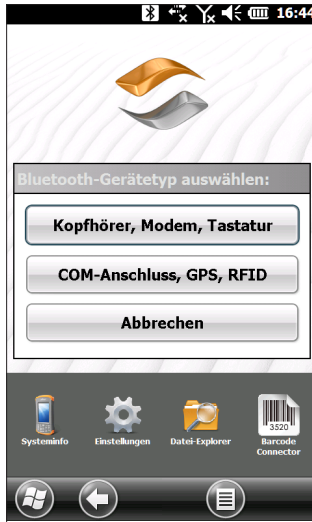 16:44
Bluetooth-Gerätetyp auswählen:
Kopfhörer, Modem, Tastatur
COM-Anschluss, GPS, RFID
Abbrechen
3520
Systeminfo Einstellungen Datei-Explorer Barcode
Connector